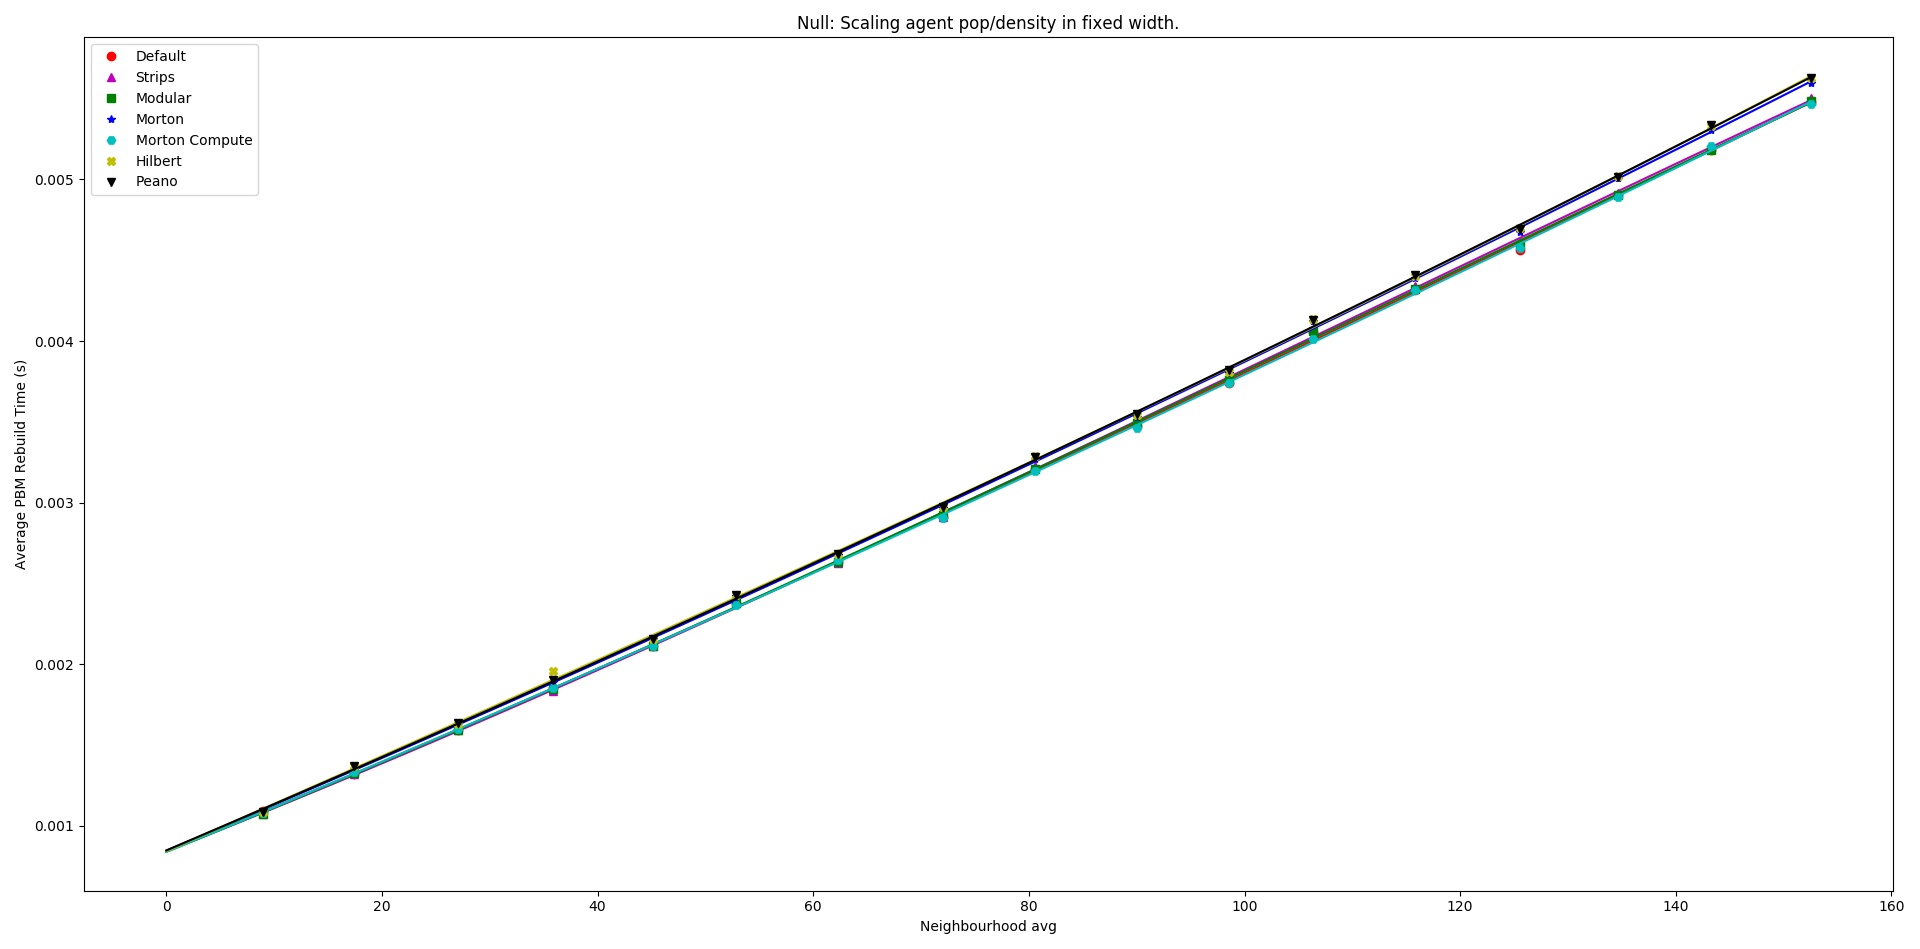 Null: Scaling agent pop/density in fixed width.
Default
Strips
Modular
Morton
Morton Compute
Hilbert
Peano
0.005
0.004
0.003
0.002
0.001
Average PBM Rebuild Time (s)
0 20 40 60 80 100 120 140 160
Neighbourhood avg